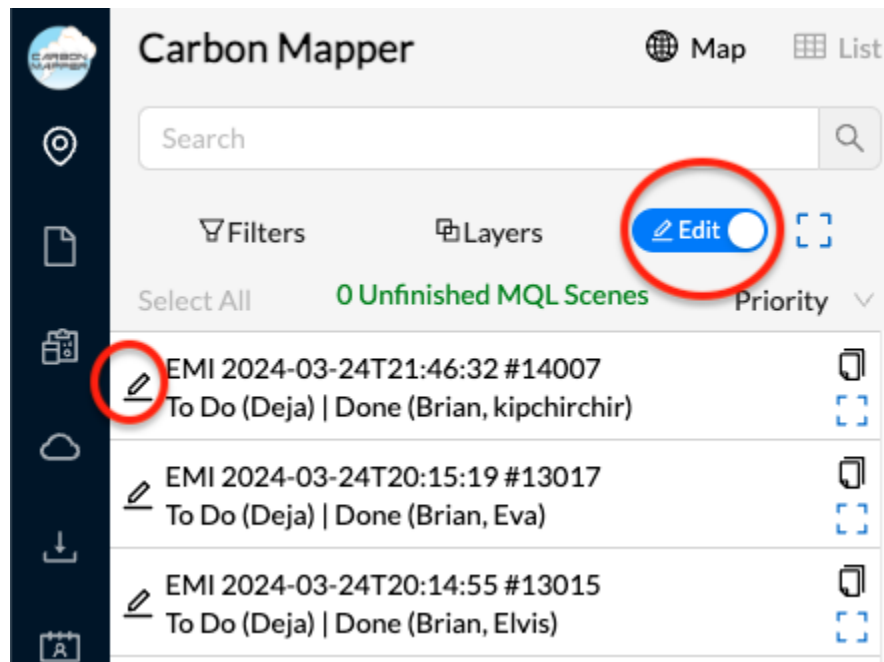 CARBON
MAPPER
Carbon Mapper
Map
List
Search
Filters
Layers
Edit
Select All
0 Unfinished MQL Scenes
Priority
EMI 2024-03-24T21:46:32 #14007
To Do (Deja) | Done (Brian, kipchirchir)
EMI 2024-03-24T20:15:19 #13017
To Do (Deja) | Done (Brian, Eva)
EMI 2024-03-24T20:14:55 #13015
To Do (Deja) | Done (Brian, Elvis)